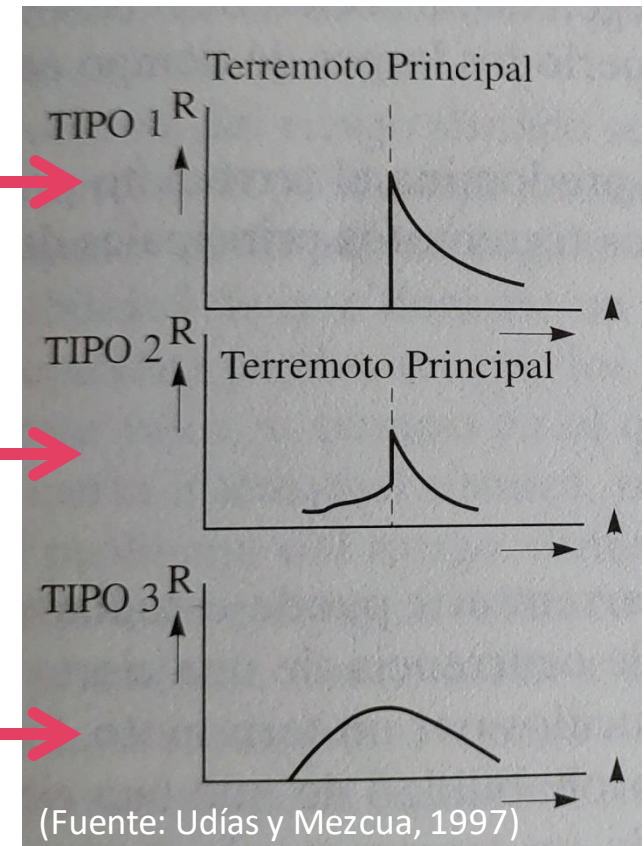 Terremoto Principal
TIPO 1 R
TIPO 2 R
Terremoto Principal
TIPO 3 R
(Fuente: Udías y Mezcua, 1997)